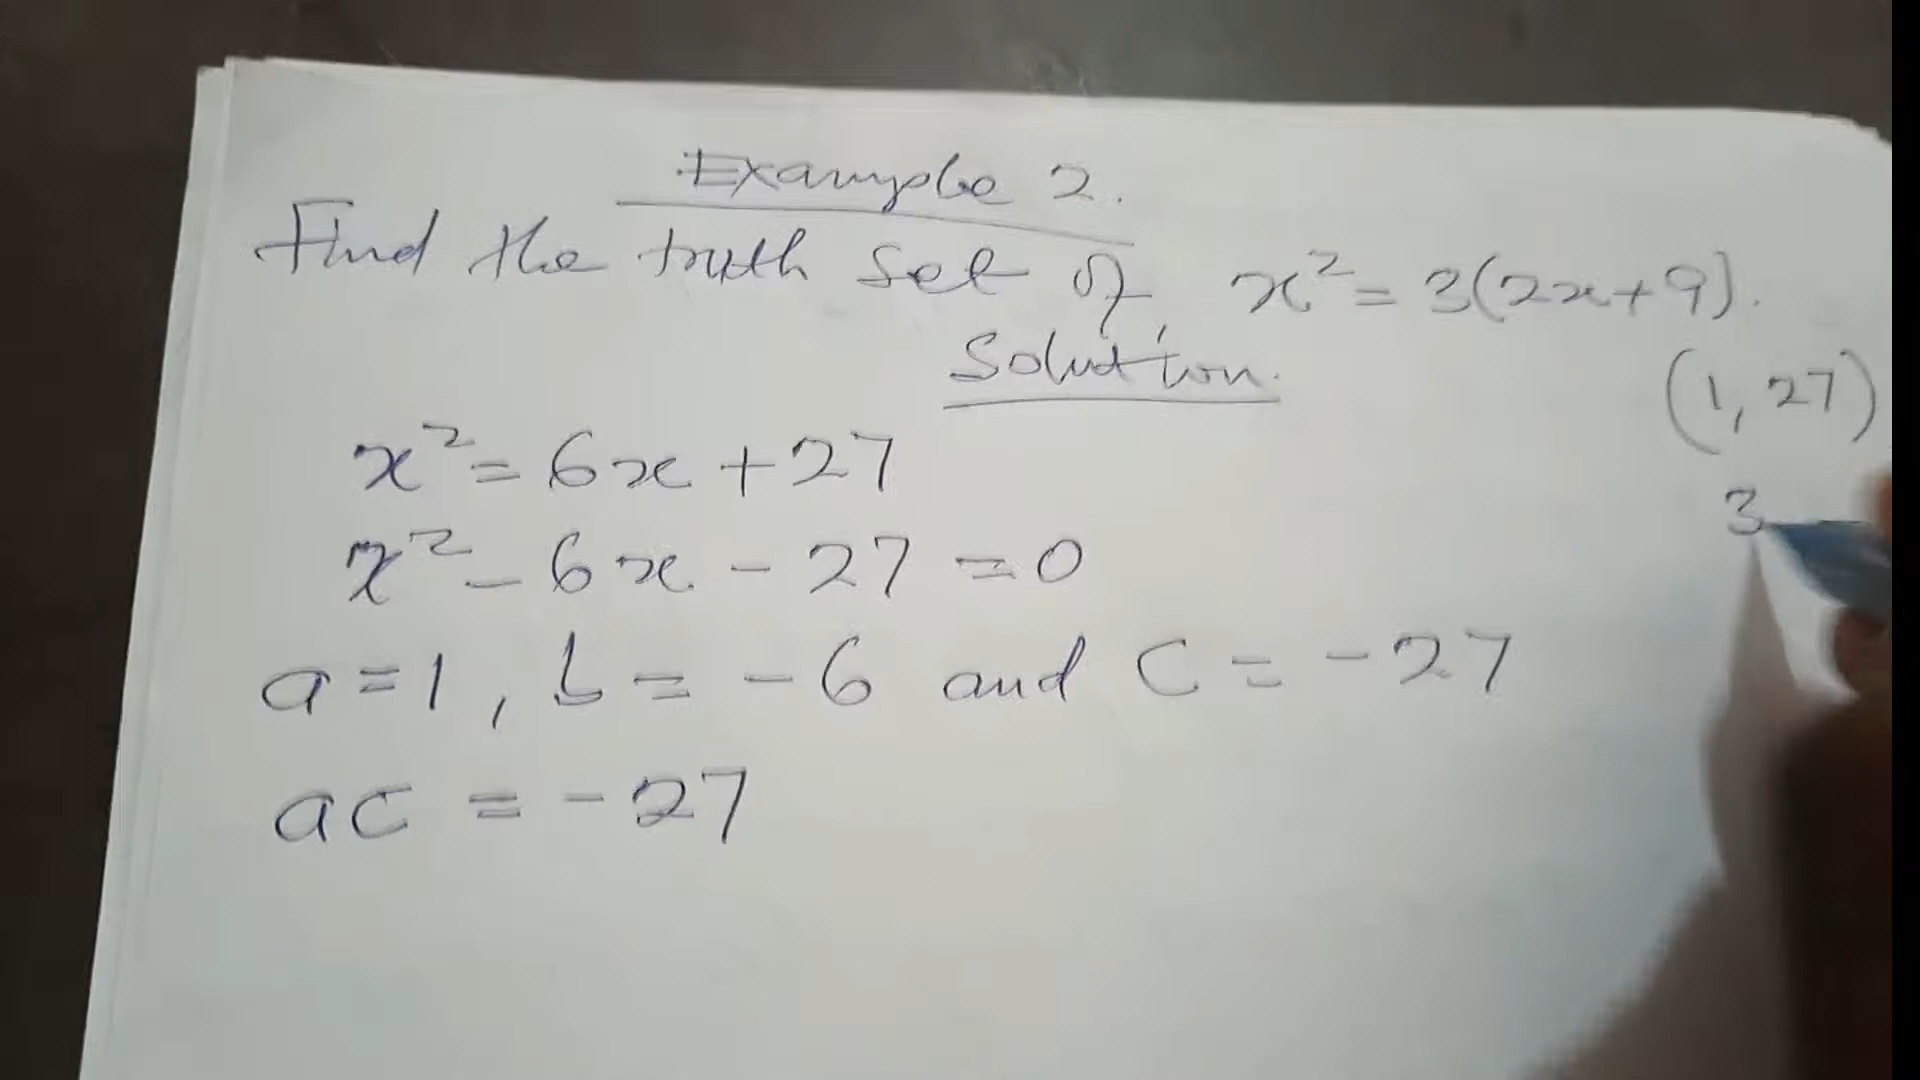 Example 2.
Find the truth set of, x² = 3(2x+9).
Solution.
(1, 27)
x² = 6x + 27
3
x² - 6x - 27 = 0
a = 1, b = -6 and c = -27
ac = -27